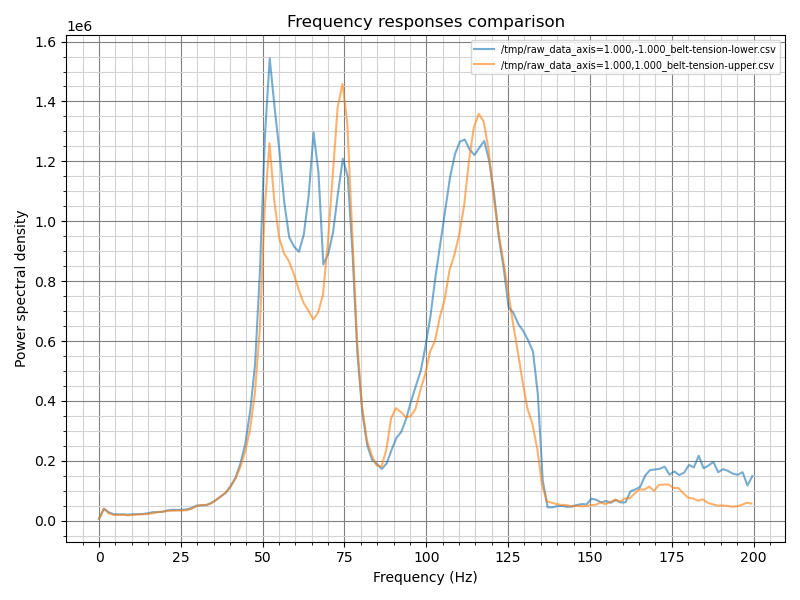 Frequency responses comparison
1e6
/tmp/raw_data_axis=1.000,-1.000_belt-tension-lower.csv
/tmp/raw_data_axis=1.000,1.000_belt-tension-upper.csv
1.6
1.4
1.2
1.0
0.8
0.6
0.4
0.2
0.0
Power spectral density
0 25 50 75 100 125 150 175 200
Frequency (Hz)